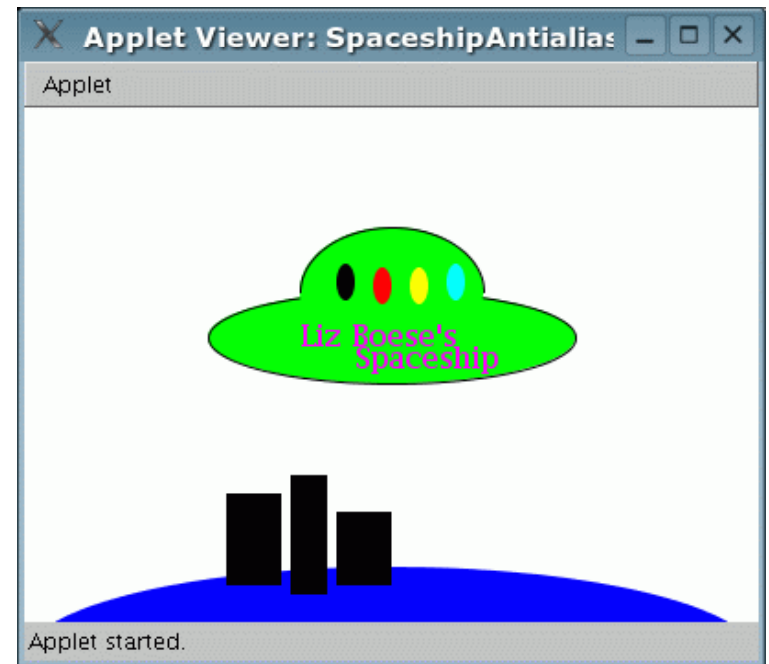 Applet Viewer: SpaceshipAntialias
Applet
Liz Boese's
Spaceship
Applet started.